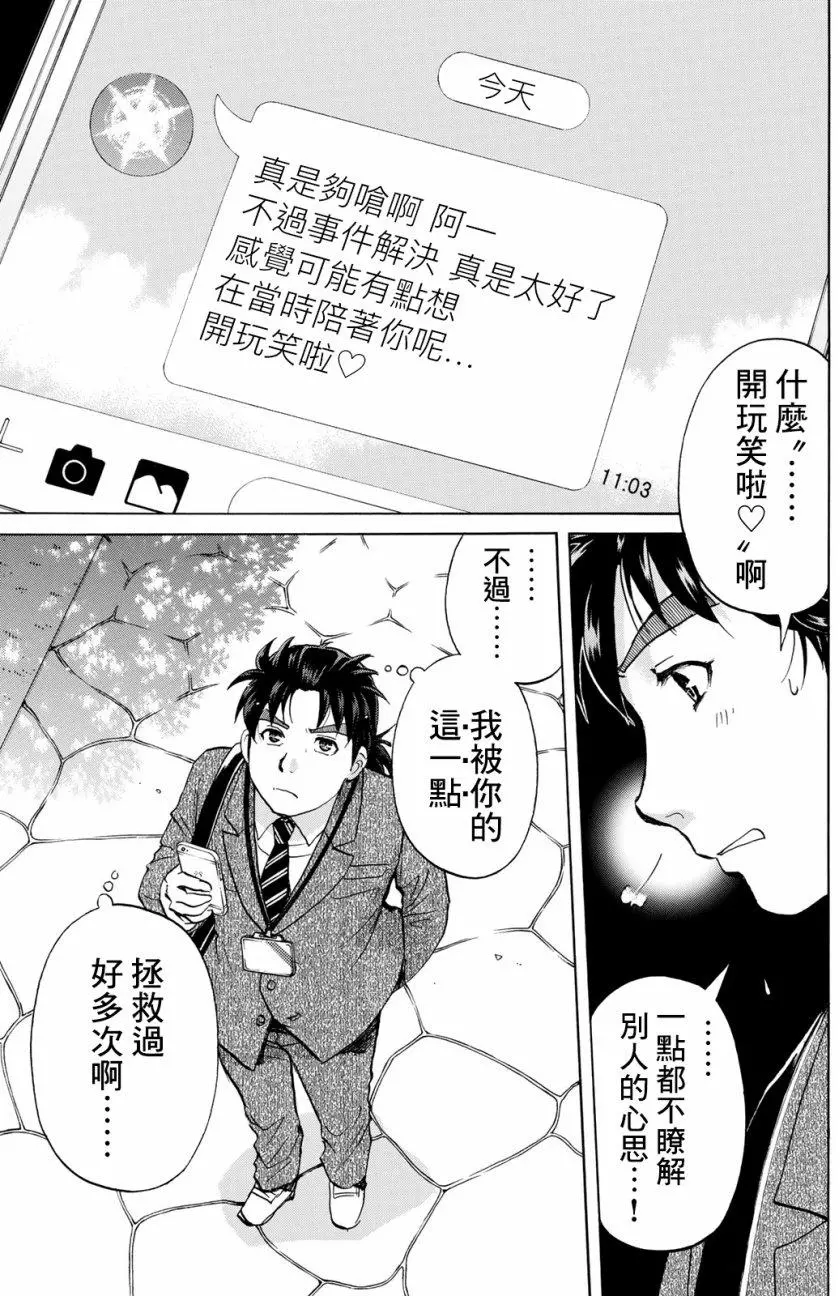 今天
真是夠嗆啊 阿一
不過事件解決 真是太好了
感覺可能有點想
在當時陪著你呢…
開玩笑啦♡
11:03
什麼〝……
開玩笑啦♡〞啊
……
一點都不瞭解
別人的心思…！
……
不過……
我被你的
這一點
拯救過
好多次啊……